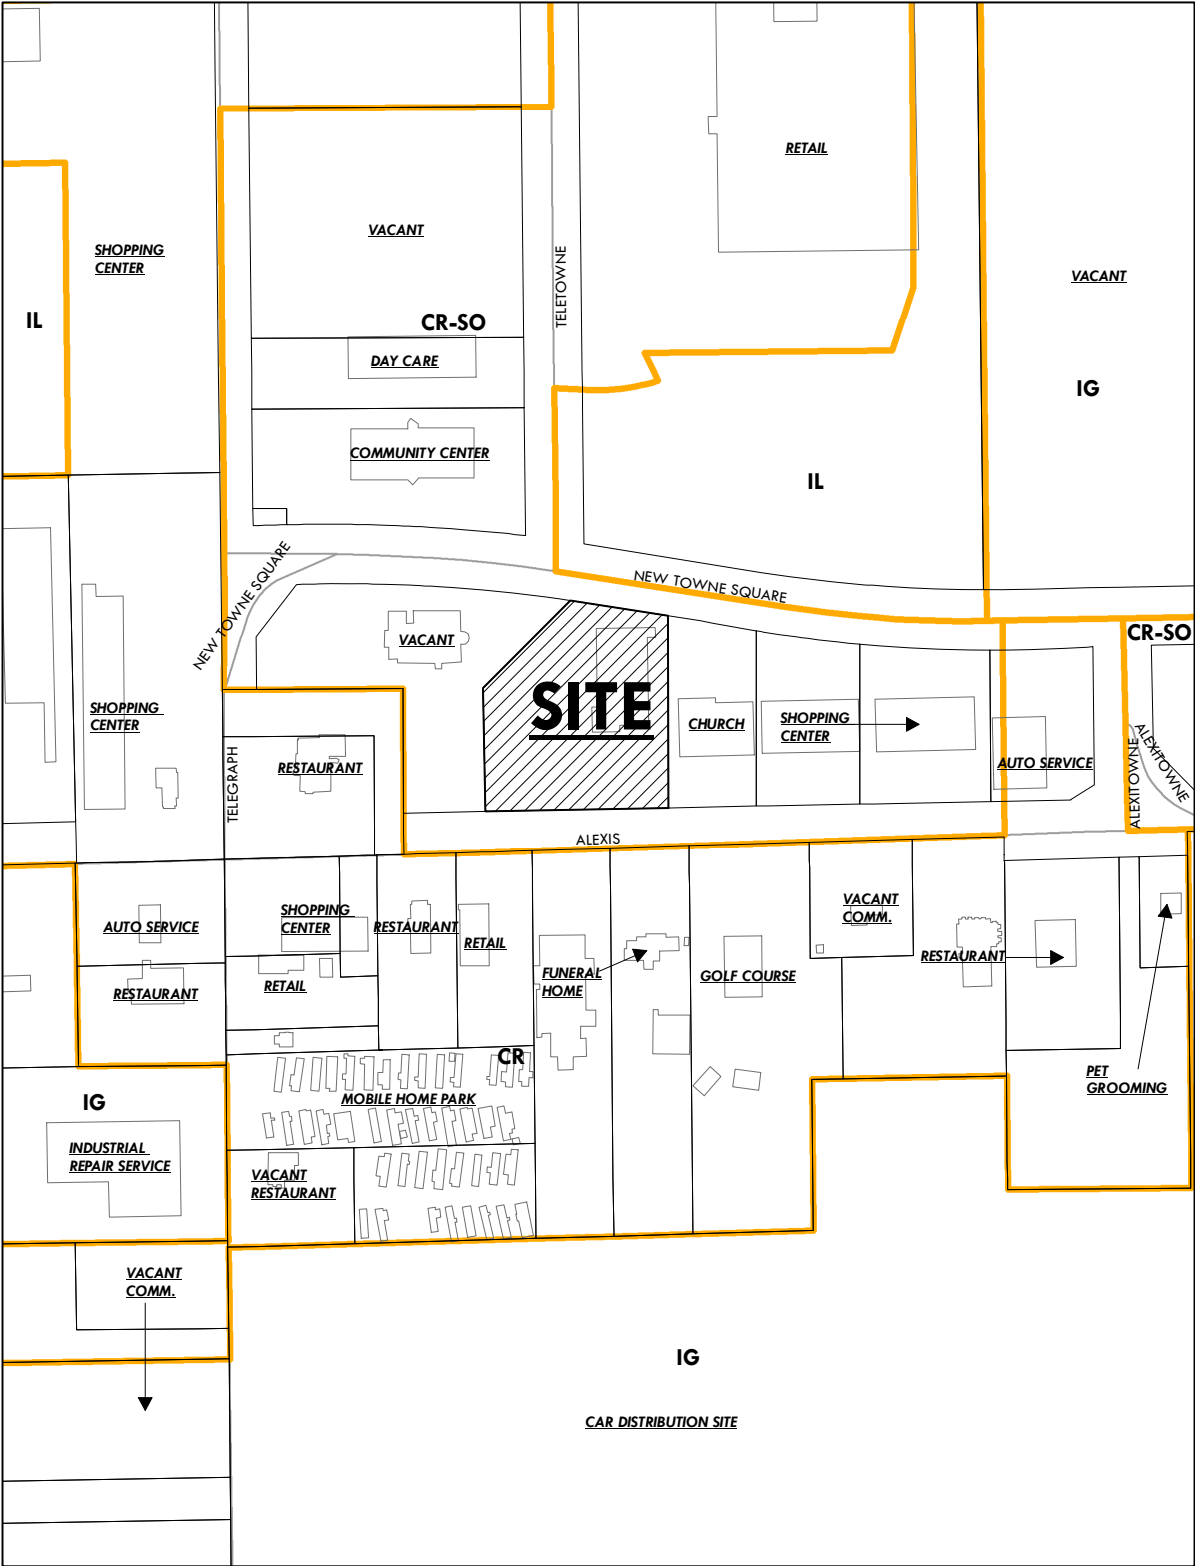 RETAIL
VACANT
SHOPPING
CENTER
TELETOWNE
VACANT
IL
CR-SO
DAY CARE
IG
COMMUNITY CENTER
IL
NEW TOWNE SQUARE
NEW TOWNE SQUARE
VACANT
CR-SO
SITE
SHOPPING
CENTER
CHURCH
SHOPPING
CENTER
ALEXITOWNE
ALEXITOWNE
AUTO SERVICE
RESTAURANT
TELEGRAPH
ALEXIS
AUTO SERVICE
SHOPPING
CENTER
RESTAURANT
RETAIL
VACANT
COMM.
RESTAURANT
FUNERAL
HOME
GOLF COURSE
RETAIL
RESTAURANT
CR
PET
GROOMING
IG
MOBILE HOME PARK
INDUSTRIAL
REPAIR SERVICE
VACANT
RESTAURANT
VACANT
COMM.
IG
CAR DISTRIBUTION SITE